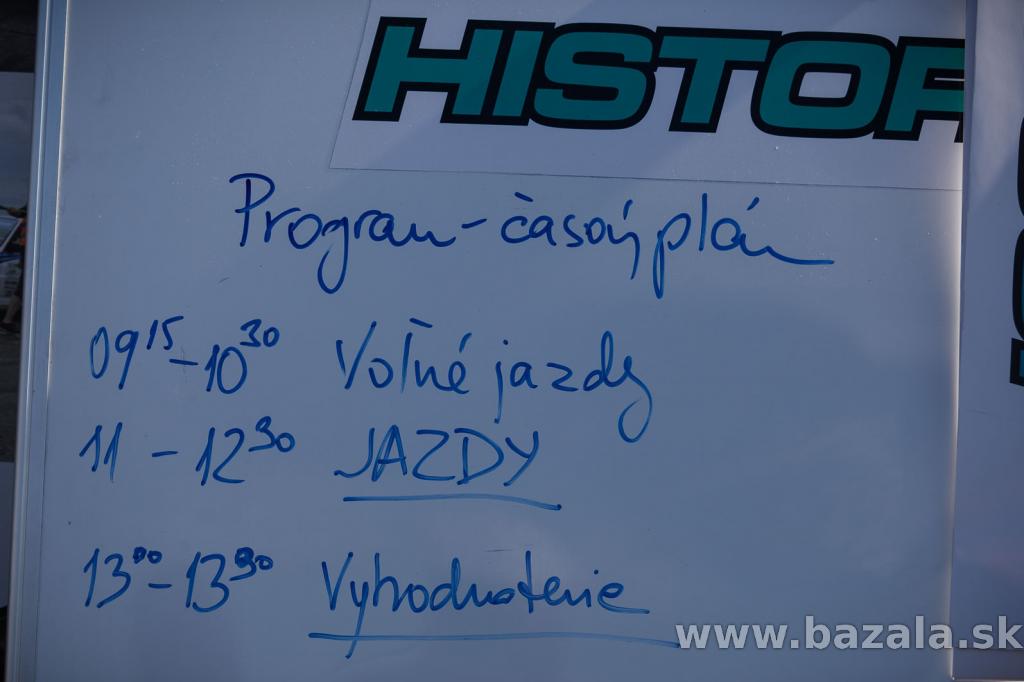 HISTOR
Program - časový plán
09¹⁵ - 10³⁰ Voľné jazdy
11 - 12³⁰ JAZDY
13⁰⁰ - 13³⁰ Vyhodnotenie
www.bazala.sk